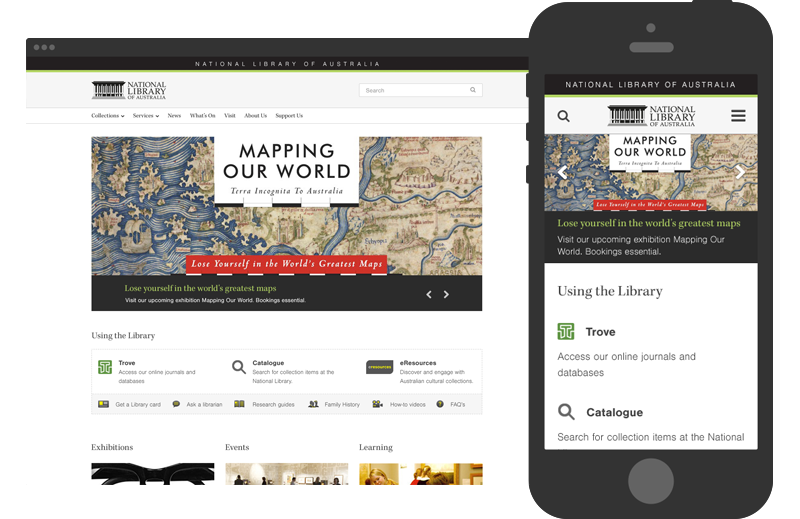 NATIONAL LIBRARY OF AUSTRALIA
NATIONAL
LIBRARY
OF AUSTRALIA
Search
Collections Services News What's On Visit About Us Support Us
MAPPING
OUR WORLD
Terra Incognita To Australia
Lose Yourself in the World's Greatest Maps
Lose yourself in the world's greatest maps
Visit our upcoming exhibition Mapping Our World. Bookings essential.
Using the Library
Trove
Access our online journals and
databases
Catalogue
Search for collection items at the
National Library.
eResources
Discover and engage with
Australian cultural collections.
Get a Library card
Ask a librarian
Research guides
Family History
How-to videos
FAQ's
Exhibitions
Events
Learning
NATIONAL LIBRARY OF AUSTRALIA
NATIONAL
LIBRARY
OF AUSTRALIA
MAPPING
OUR WORLD
Terra Incognita To Australia
Lose Yourself in the World's Greatest Maps
Lose yourself in the world's greatest maps
Visit our upcoming exhibition Mapping Our
World. Bookings essential.
Using the Library
Trove
Access our online journals and
databases
Catalogue
Search for collection items at the National